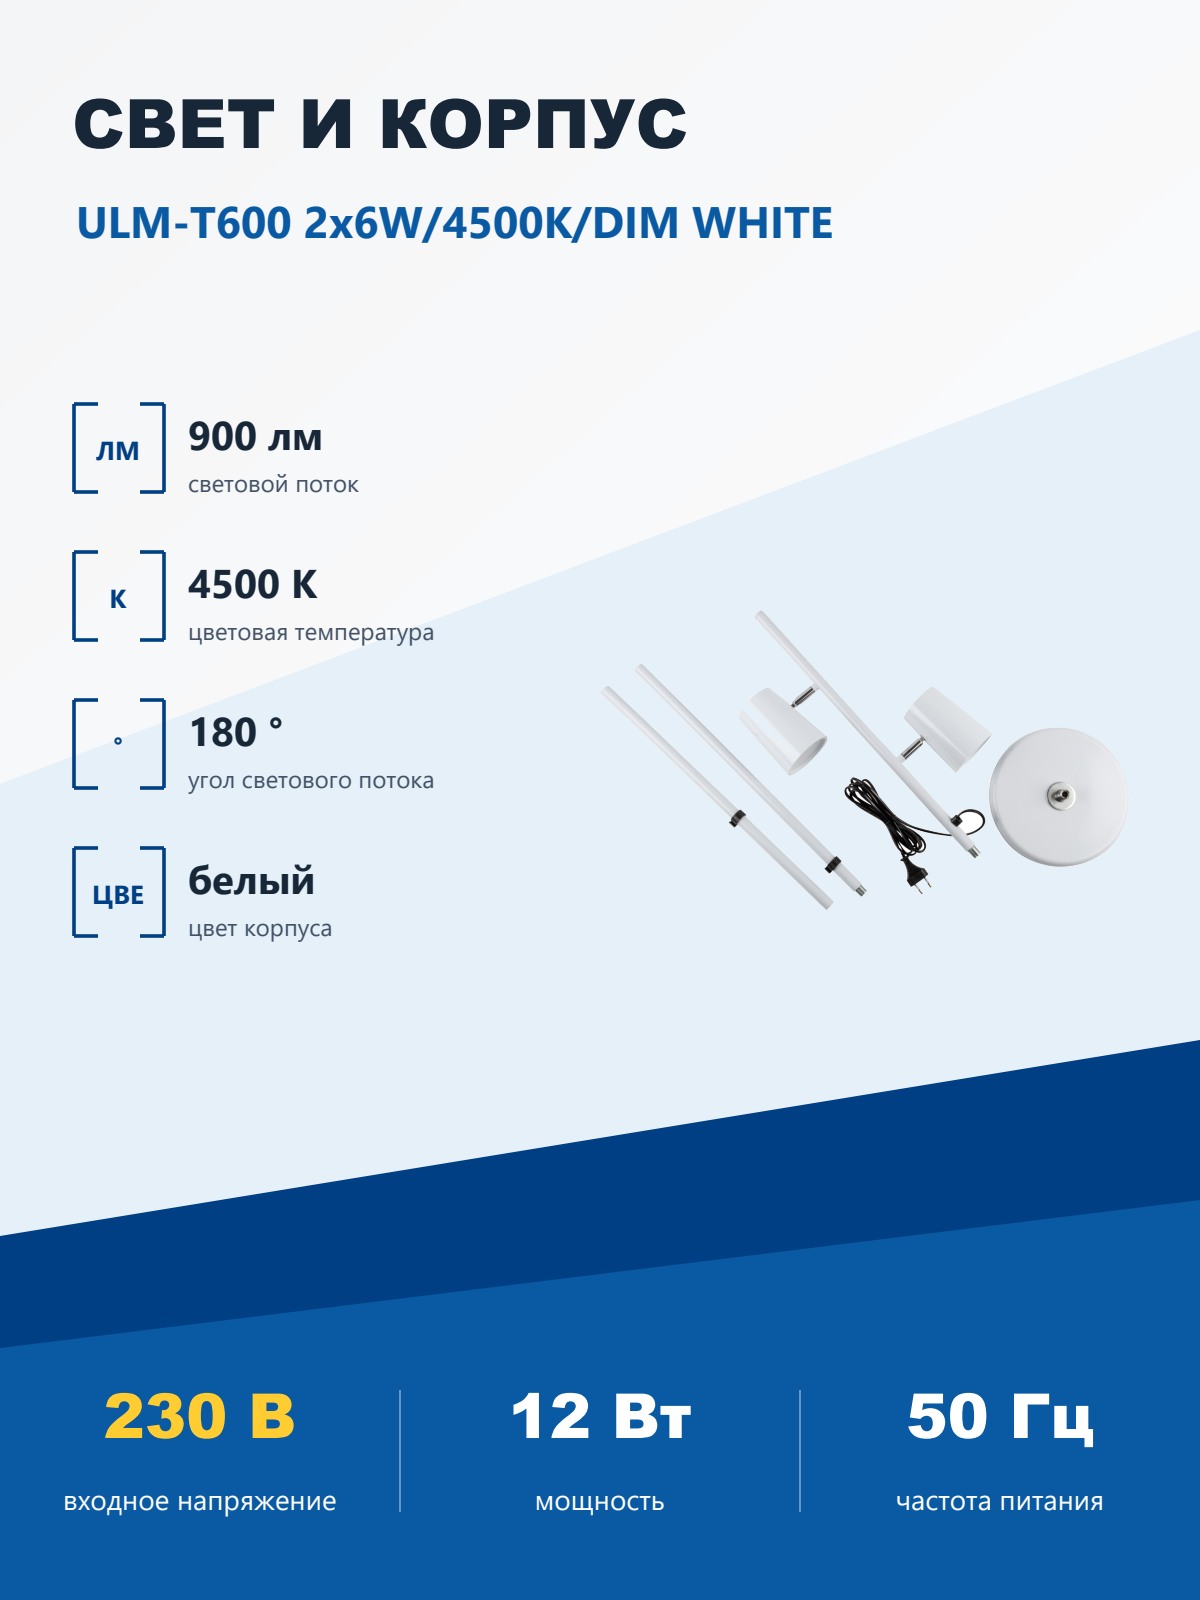 СВЕТ И КОРПУС
ULM-T600 2x6W/4500K/DIM WHITE
ЛМ
900 лм
световой поток
К
4500 К
цветовая температура
°
180 °
угол светового потока
ЦВЕ
белый
цвет корпуса
230 В
входное напряжение
12 Вт
мощность
50 Гц
частота питания